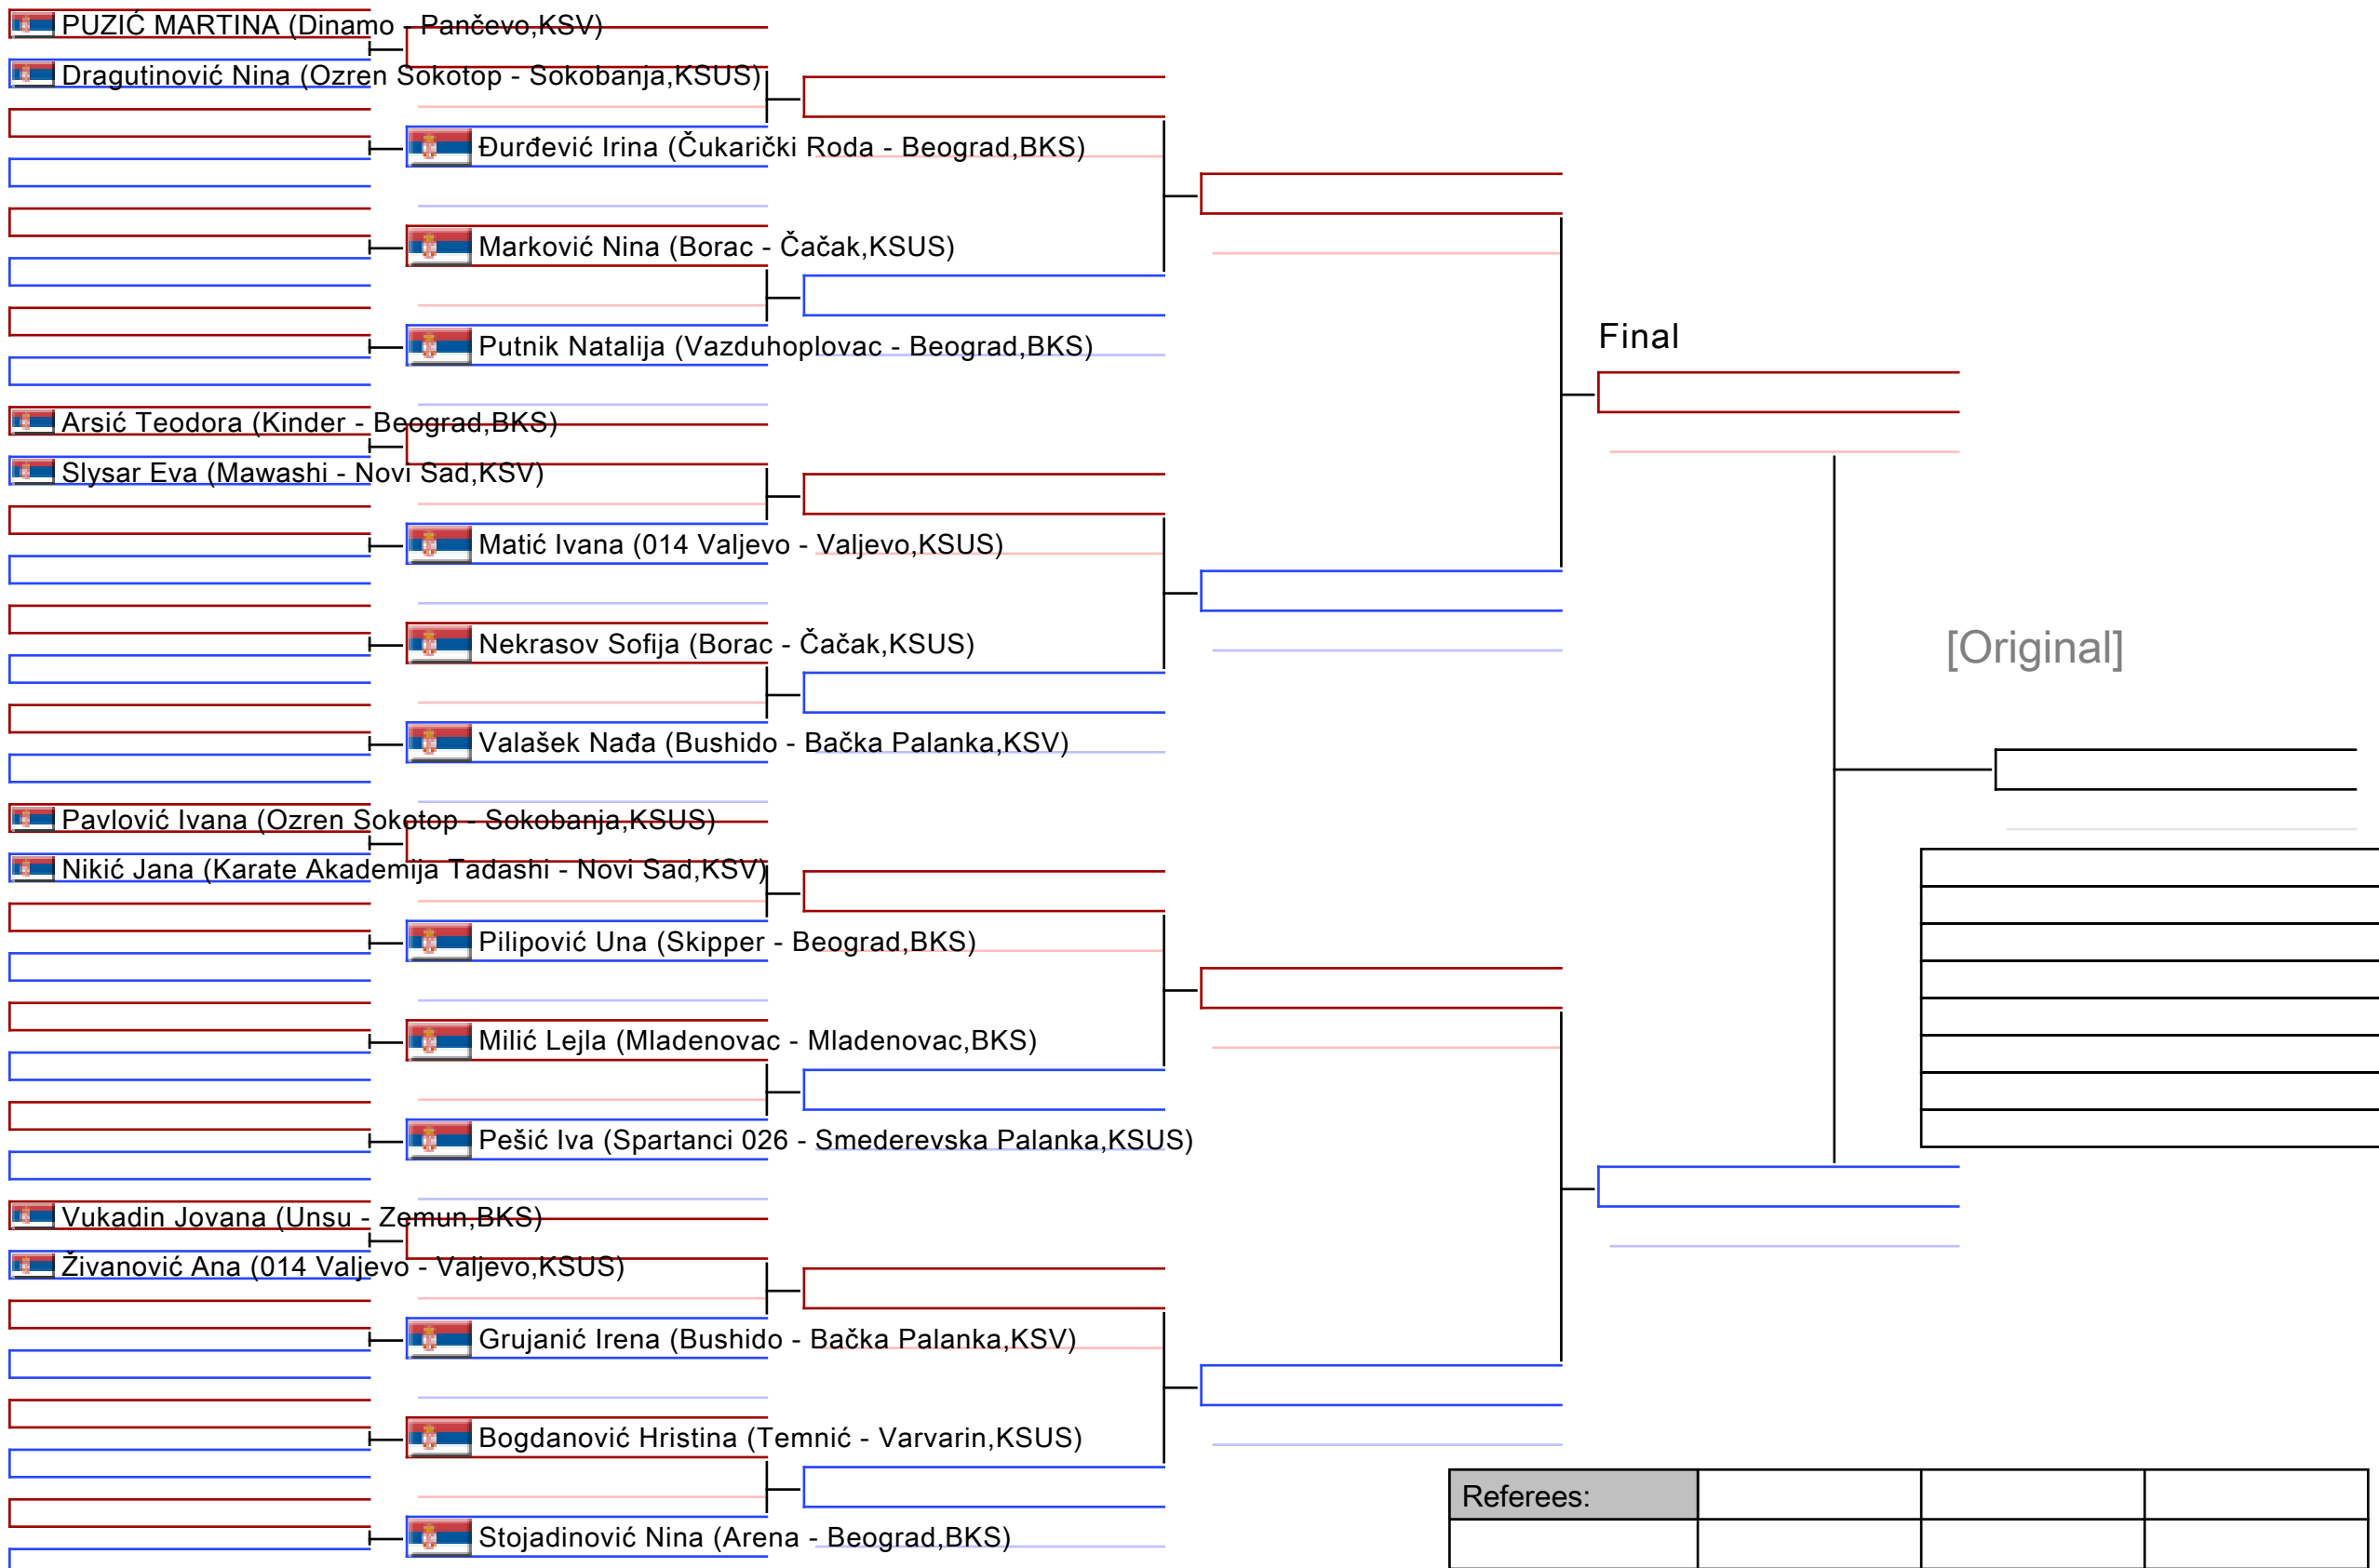 PUZIĆ MARTINA (Dinamo - Pančevo,KSV)
Dragutinović Nina (Ozren Sokotop - Sokobanja,KSUS)
Đurđević Irina (Čukarički Roda - Beograd,BKS)
Marković Nina (Borac - Čačak,KSUS)
Putnik Natalija (Vazduhoplovac - Beograd,BKS)
Arsić Teodora (Kinder - Beograd,BKS)
Slysar Eva (Mawashi - Novi Sad,KSV)
Matić Ivana (014 Valjevo - Valjevo,KSUS)
Nekrasov Sofija (Borac - Čačak,KSUS)
Valašek Nađa (Bushido - Bačka Palanka,KSV)
Pavlović Ivana (Ozren Sokotop - Sokobanja,KSUS)
Nikić Jana (Karate Akademija Tadashi - Novi Sad,KSV)
Pilipović Una (Skipper - Beograd,BKS)
Milić Lejla (Mladenovac - Mladenovac,BKS)
Pešić Iva (Spartanci 026 - Smederevska Palanka,KSUS)
Vukadin Jovana (Unsu - Zemun,BKS)
Živanović Ana (014 Valjevo - Valjevo,KSUS)
Grujanić Irena (Bushido - Bačka Palanka,KSV)
Bogdanović Hristina (Temnić - Varvarin,KSUS)
Stojadinović Nina (Arena - Beograd,BKS)
Final
[Original]
Referees: